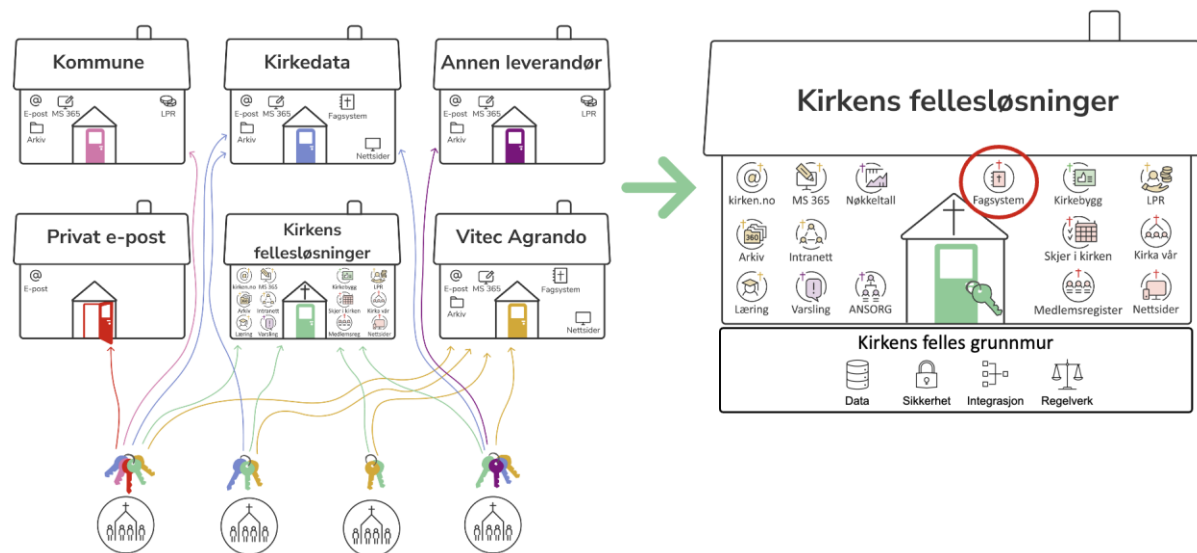 Kommune
@
E-post
MS 365
LPR
Arkiv
Kirkedata
@
E-post
MS 365
Fagsystem
Arkiv
Nettsider
Annen leverandør
@
E-post
MS 365
LPR
Arkiv
Privat e-post
@
E-post
Kirkens
fellesløsninger
@
kirken.no
MS 365
Kirkebygg
LPR
Arkiv
Intranett
Skjer i kirken
Kirka vår
Læring
Varsling
Medlemsreg
Nettsider
Vitec Agrando
@
E-post
MS 365
Fagsystem
Arkiv
Nettsider
Kirkens fellesløsninger
@
kirken.no
MS 365
Nøkkeltall
Fagsystem
Kirkebygg
LPR
360
Arkiv
Intranett
Skjer i kirken
Kirka vår
Læring
Varsling
ANSORG
Medlemsregister
Nettsider
Kirkens felles grunnmur
Data
Sikkerhet
Integrasjon
Regelverk